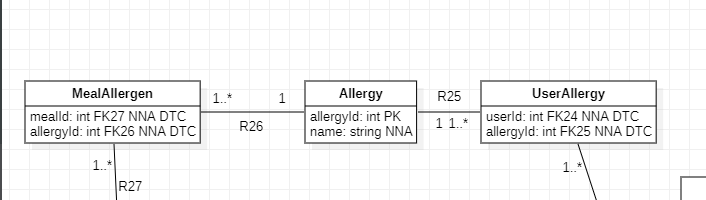 MealAllergen
mealId: int FK27 NNA DTC
allergyId: int FK26 NNA DTC
1..*
1
R26
Allergy
allergyId: int PK
name: string NNA
R25
1 1..*
UserAllergy
userId: int FK24 NNA DTC
allergyId: int FK25 NNA DTC
1..*
R27
1..*